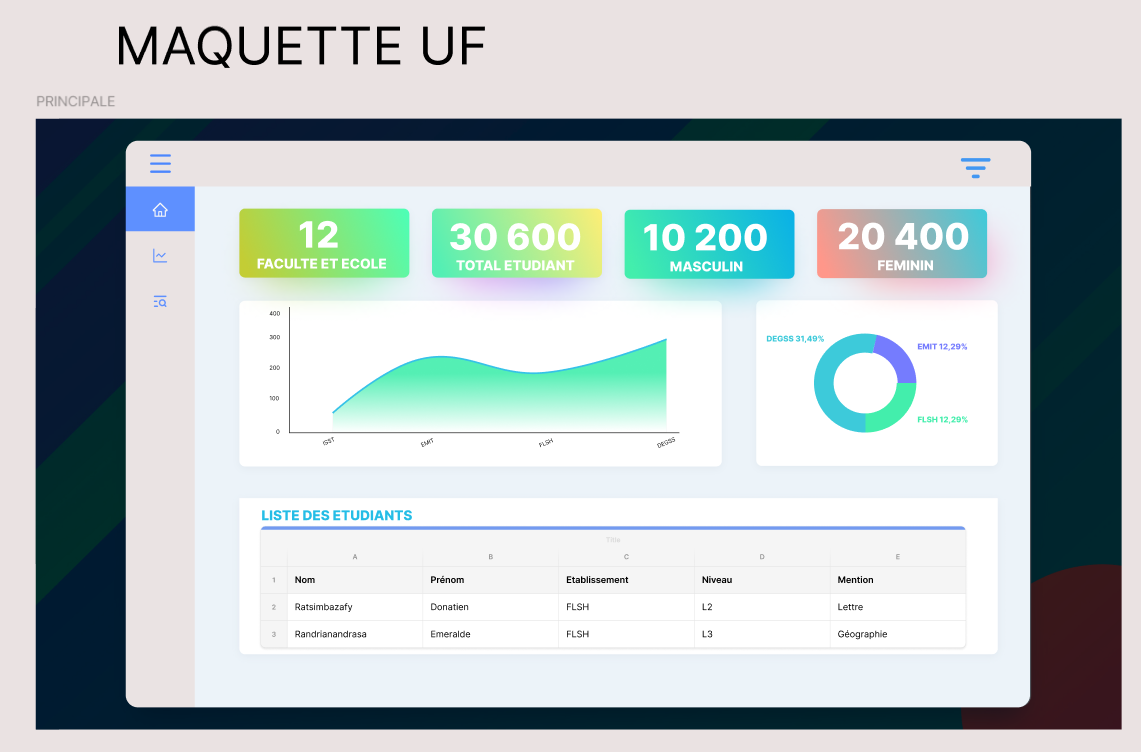 MAQUETTE UF
PRINCIPALE
12
FACULTE ET ECOLE
30 600
TOTAL ETUDIANT
10 200
MASCULIN
20 400
FEMININ
400
300
200
100
0
ISST
EMIT
FLSH
DEGSS
DEGSS 31,49%
EMIT 12,29%
FLSH 12,29%
LISTE DES ETUDIANTS
Title
A B C D E
1 Nom Prénom Etablissement Niveau Mention
2 Ratsimbazafy Donatien FLSH L2 Lettre
3 Randrianandrasa Emeralde FLSH L3 Géographie